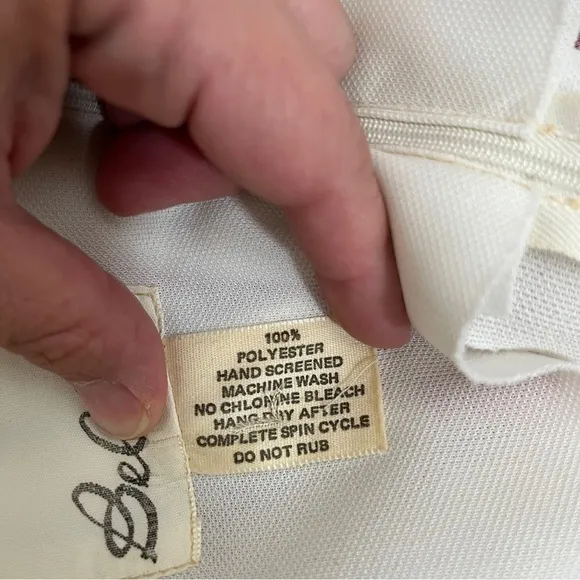 100%
POLYESTER
HAND SCREENED
MACHINE WASH
NO CHLORINE BLEACH
HANG DRY AFTER
COMPLETE SPIN CYCLE
DO NOT RUB